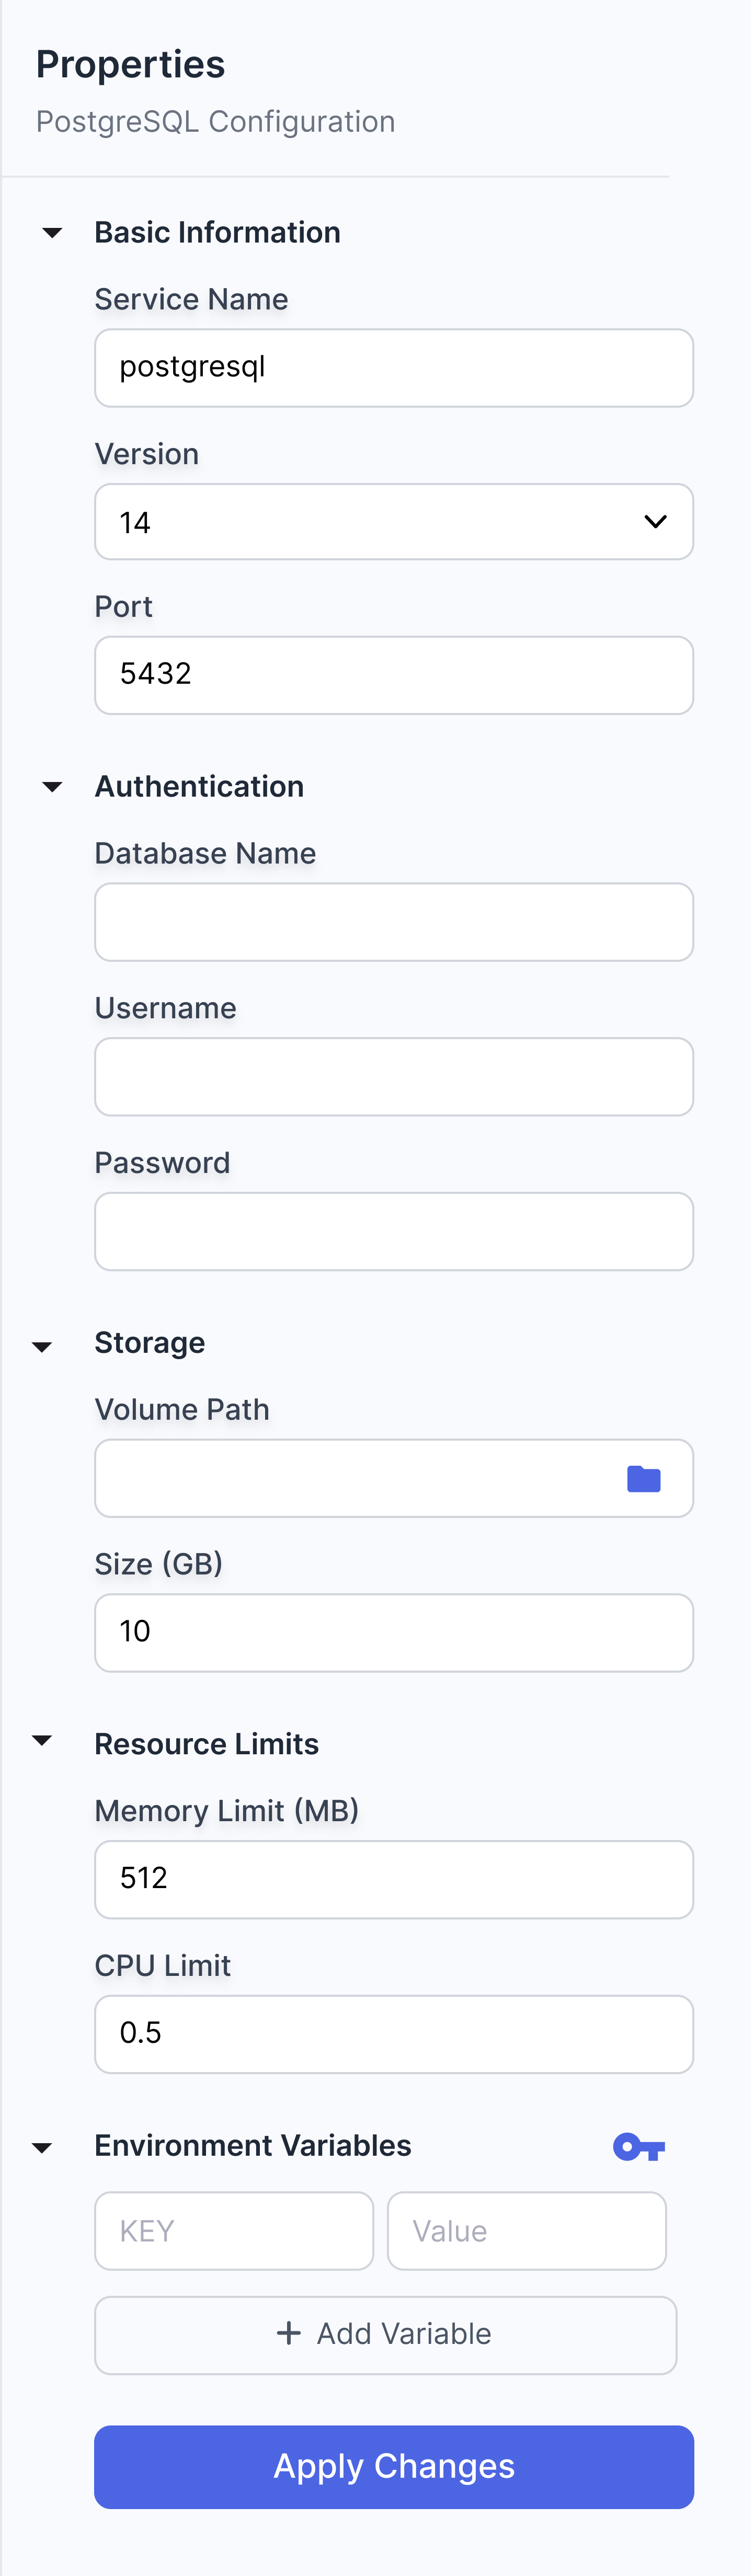 Properties
PostgreSQL Configuration
Basic Information
Service Name
postgresql
Version
14
Port
5432
Authentication
Database Name
Username
Password
Storage
Volume Path
Size (GB)
10
Resource Limits
Memory Limit (MB)
512
CPU Limit
0.5
Environment Variables
KEY Value
+ Add Variable
Apply Changes